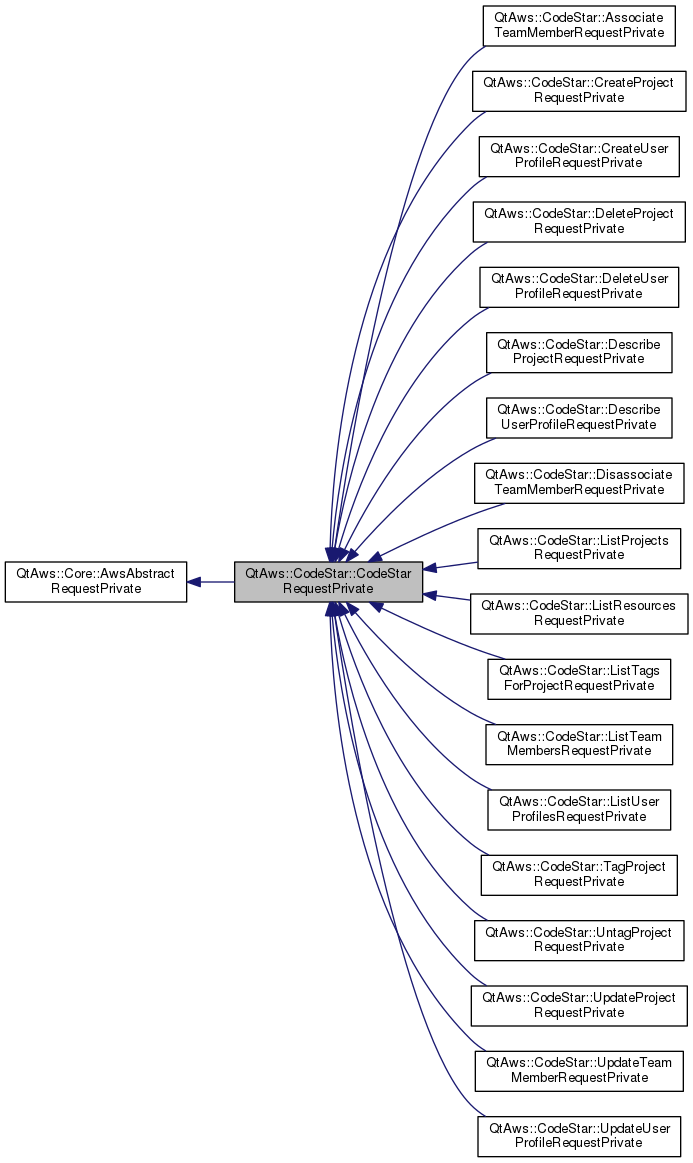 QtAws::CodeStar::Associate
TeamMemberRequestPrivate
QtAws::CodeStar::CreateProject
RequestPrivate
QtAws::CodeStar::CreateUser
ProfileRequestPrivate
QtAws::CodeStar::DeleteProject
RequestPrivate
QtAws::CodeStar::DeleteUser
ProfileRequestPrivate
QtAws::CodeStar::Describe
ProjectRequestPrivate
QtAws::CodeStar::Describe
UserProfileRequestPrivate
QtAws::CodeStar::Disassociate
TeamMemberRequestPrivate
QtAws::CodeStar::ListProjects
RequestPrivate
QtAws::Core::AwsAbstract
RequestPrivate
QtAws::CodeStar::CodeStar
RequestPrivate
QtAws::CodeStar::ListResources
RequestPrivate
QtAws::CodeStar::ListTags
ForProjectRequestPrivate
QtAws::CodeStar::ListTeam
MembersRequestPrivate
QtAws::CodeStar::ListUser
ProfilesRequestPrivate
QtAws::CodeStar::TagProject
RequestPrivate
QtAws::CodeStar::UntagProject
RequestPrivate
QtAws::CodeStar::UpdateProject
RequestPrivate
QtAws::CodeStar::UpdateTeam
MemberRequestPrivate
QtAws::CodeStar::UpdateUser
ProfileRequestPrivate